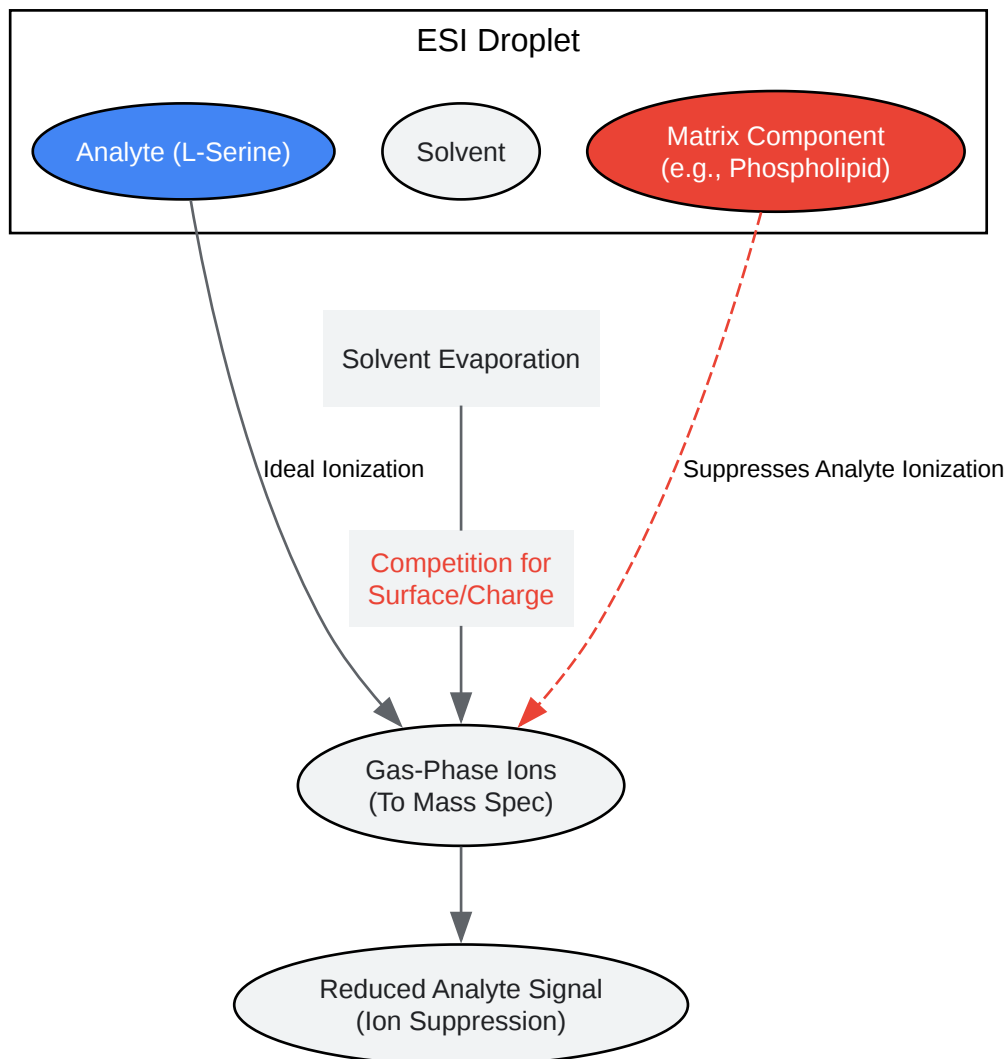 ESI Droplet
Analyte (L-Serine)
Solvent
Matrix Component
(e.g., Phospholipid)
Solvent Evaporation
Ideal Ionization
Suppresses Analyte Ionization
Competition for
Surface/Charge
Gas-Phase Ions
(To Mass Spec)
Reduced Analyte Signal
(Ion Suppression)